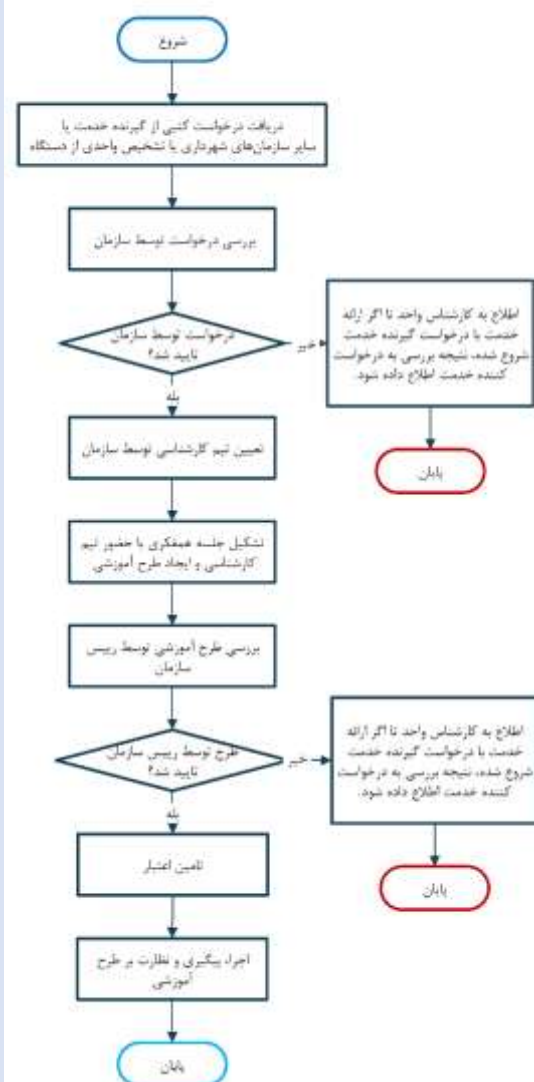 شروع
دریافت درخواست کتبی از گیرنده خدمت یا
سایر سازمان‌های شهرداری یا تشخیص واحدی از دستگاه
بررسی درخواست توسط سازمان
درخواست توسط سازمان
تایید شد؟
خیر
اطلاع به کارشناس واحد تا اگر ارائه
خدمت با درخواست گیرنده خدمت
شروع شده، نتیجه بررسی به درخواست
کننده خدمت اطلاع داده شود.
پایان
بله
تعیین تیم کارشناسی توسط سازمان
تشکیل جلسه همفکری با حضور تیم
کارشناسی و ایجاد طرح آموزشی
بررسی طرح آموزشی توسط رییس
سازمان
طرح توسط رییس سازمان
تایید شد؟
خیر
اطلاع به کارشناس واحد تا اگر ارائه
خدمت با درخواست گیرنده خدمت
شروع شده، نتیجه بررسی به درخواست
کننده خدمت اطلاع داده شود.
پایان
بله
تامین اعتبار
اجرا، پیگیری و نظارت بر طرح
آموزشی
پایان